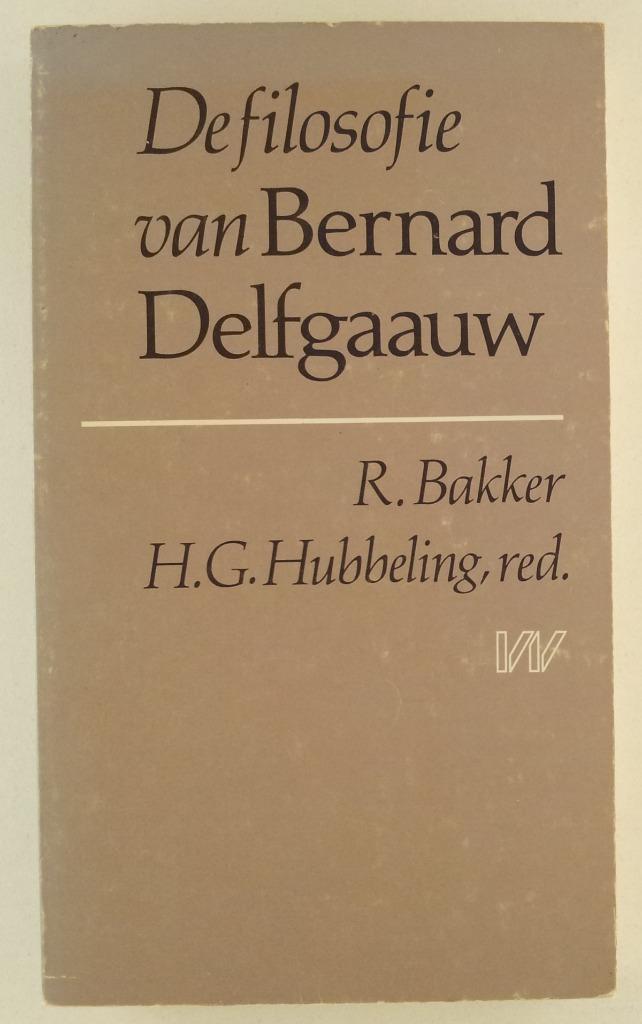 De filosofie
van Bernard
Delfgaauw
R. Bakker
H.G. Hubbeling, red.